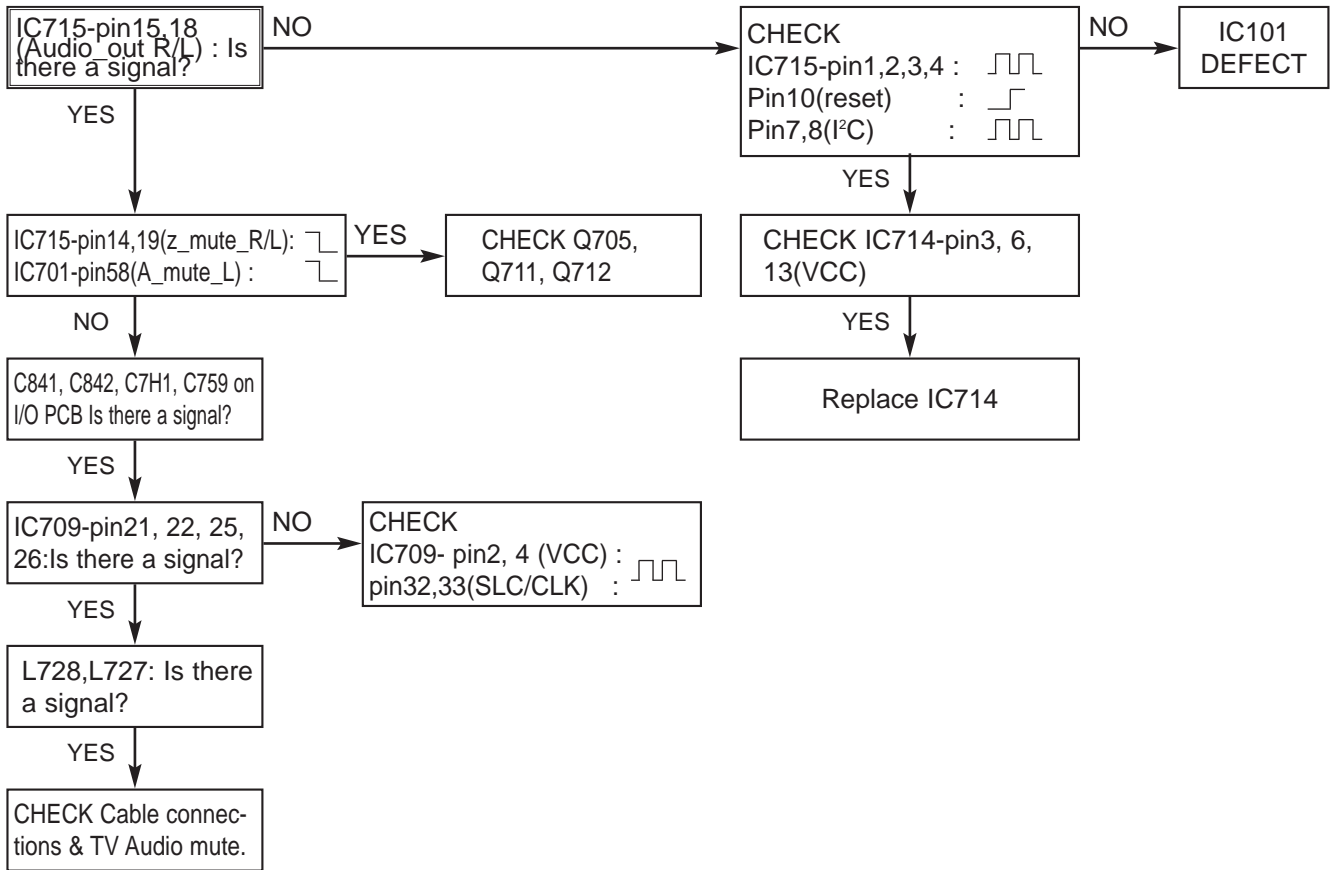 IC715-pin15,18
(Audio_out R/L) : Is
there a signal?
NO
CHECK
IC715-pin1,2,3,4 :
Pin10(reset) :
Pin7,8(I²C) :
NO
IC101
DEFECT
YES
YES
IC715-pin14,19(z_mute_R/L):
IC701-pin58(A_mute_L) :
YES
CHECK Q705,
Q711, Q712
CHECK IC714-pin3, 6,
13(VCC)
NO
YES
C841, C842, C7H1, C759 on
I/O PCB Is there a signal?
Replace IC714
YES
IC709-pin21, 22, 25,
26:Is there a signal?
NO
CHECK
IC709- pin2, 4 (VCC) :
pin32,33(SLC/CLK) :
YES
L728,L727: Is there
a signal?
YES
CHECK Cable connec-
tions & TV Audio mute.